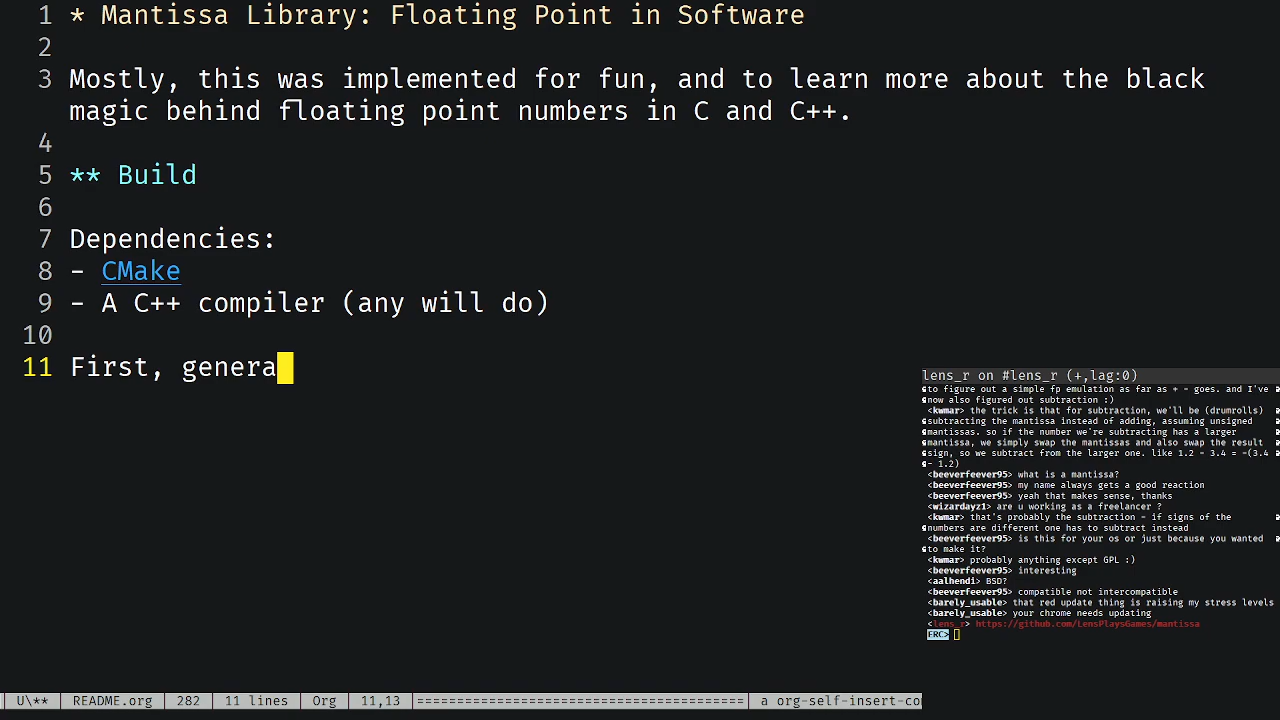 1 * Mantissa Library: Floating Point in Software
2
3 Mostly, this was implemented for fun, and to learn more about the black
magic behind floating point numbers in C and C++.
4
5 ** Build
6
7 Dependencies:
8 - CMake
9 - A C++ compiler (any will do)
10
11 First, genera
lens_r on #lens_r (+,lag:0)
to figure out a simple fp emulation as far as + - goes. and I've
now also figured out subtraction :)
<kwmar> the trick is that for subtraction, we'll be (drumrolls)
subtracting the mantissa instead of adding, assuming unsigned
mantissas. so if the number we're subtracting has a larger
mantissa, we simply swap the mantissas and also swap the result
sign, so we subtract from the larger one. like 1.2 - 3.4 = -(3.4
- 1.2)
<beeverfeever95> what is a mantissa?
<beeverfeever95> my name always gets a good reaction
<beeverfeever95> yeah that makes sense, thanks
<wizardayz1> are u working as a freelancer ?
<kwmar> that's probably the subtraction - if signs of the
numbers are different one has to subtract instead
<beeverfeever95> is this for your os or just because you wanted
to make it?
<kwmar> probably anything except GPL :)
<beeverfeever95> interesting
<aalhendi> BSD?
<beeverfeever95> compatible not intercompatible
<barely_usable> that red update thing is raising my stress levels
<barely_usable> your chrome needs updating
<lens_r> https://github.com/LensPlaysGames/mantissa
ERC>
U\** README.org 282 11 lines Org 11,13 ========================================= a org-self-insert-co